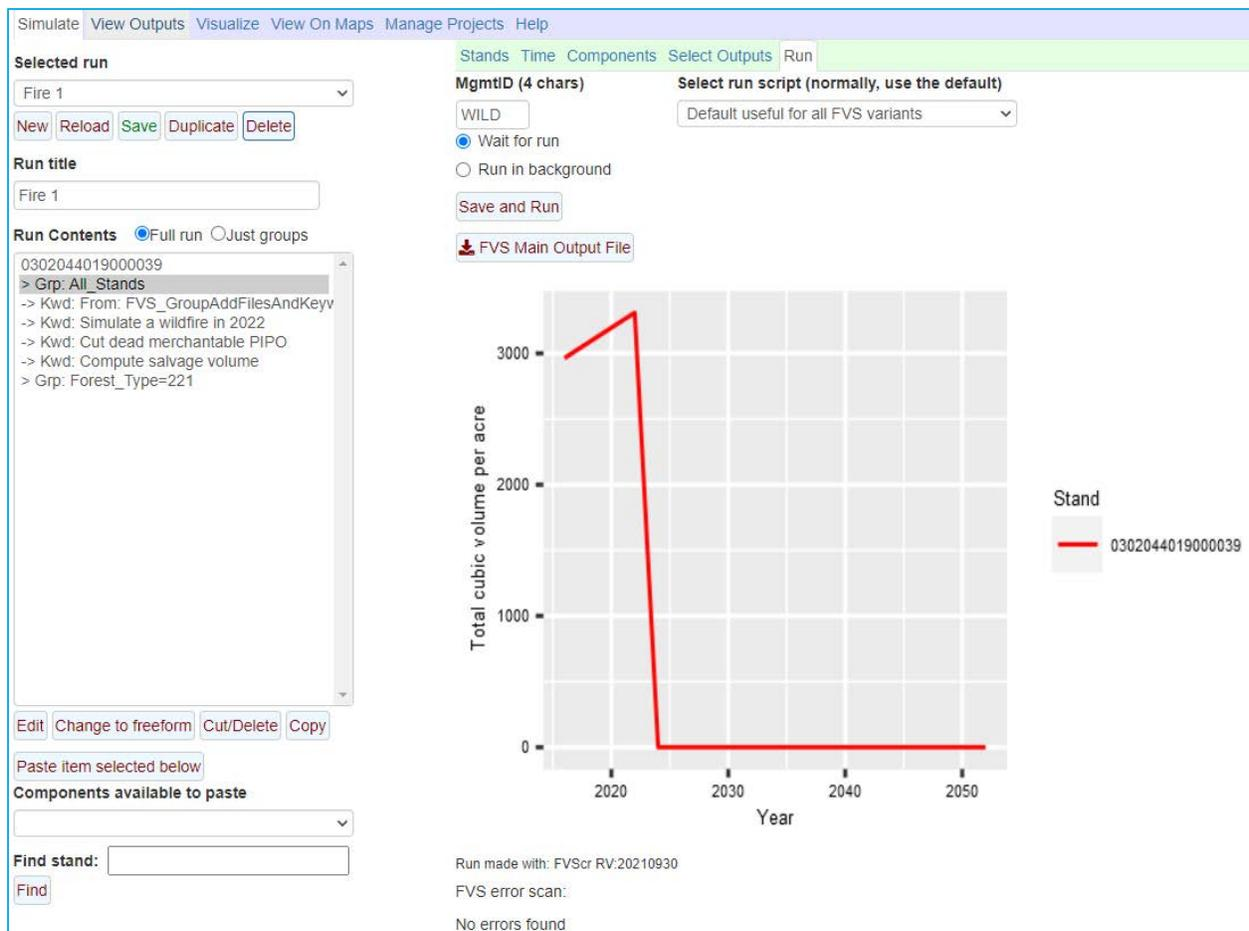 Simulate View Outputs Visualize View On Maps Manage Projects Help
Selected run
Fire 1
New Reload Save Duplicate Delete
Run title
Fire 1
Run Contents Full run Just groups
0302044019000039
> Grp: All_Stands
-> Kwd: From: FVS_GroupAddFilesAndKeyw
-> Kwd: Simulate a wildfire in 2022
-> Kwd: Cut dead merchantable PIPO
-> Kwd: Compute salvage volume
> Grp: Forest_Type=221
Edit Change to freeform Cut/Delete Copy
Paste item selected below
Components available to paste
Find stand:
Find
Stands Time Components Select Outputs Run
MgmtID (4 chars)
WILD
Select run script (normally, use the default)
Default useful for all FVS variants
Wait for run
Run in background
Save and Run
FVS Main Output File
Total cubic volume per acre
3000
2000
1000
0
2020 2030 2040 2050
Year
Stand
0302044019000039
Run made with: FVScr RV:20210930
FVS error scan:
No errors found